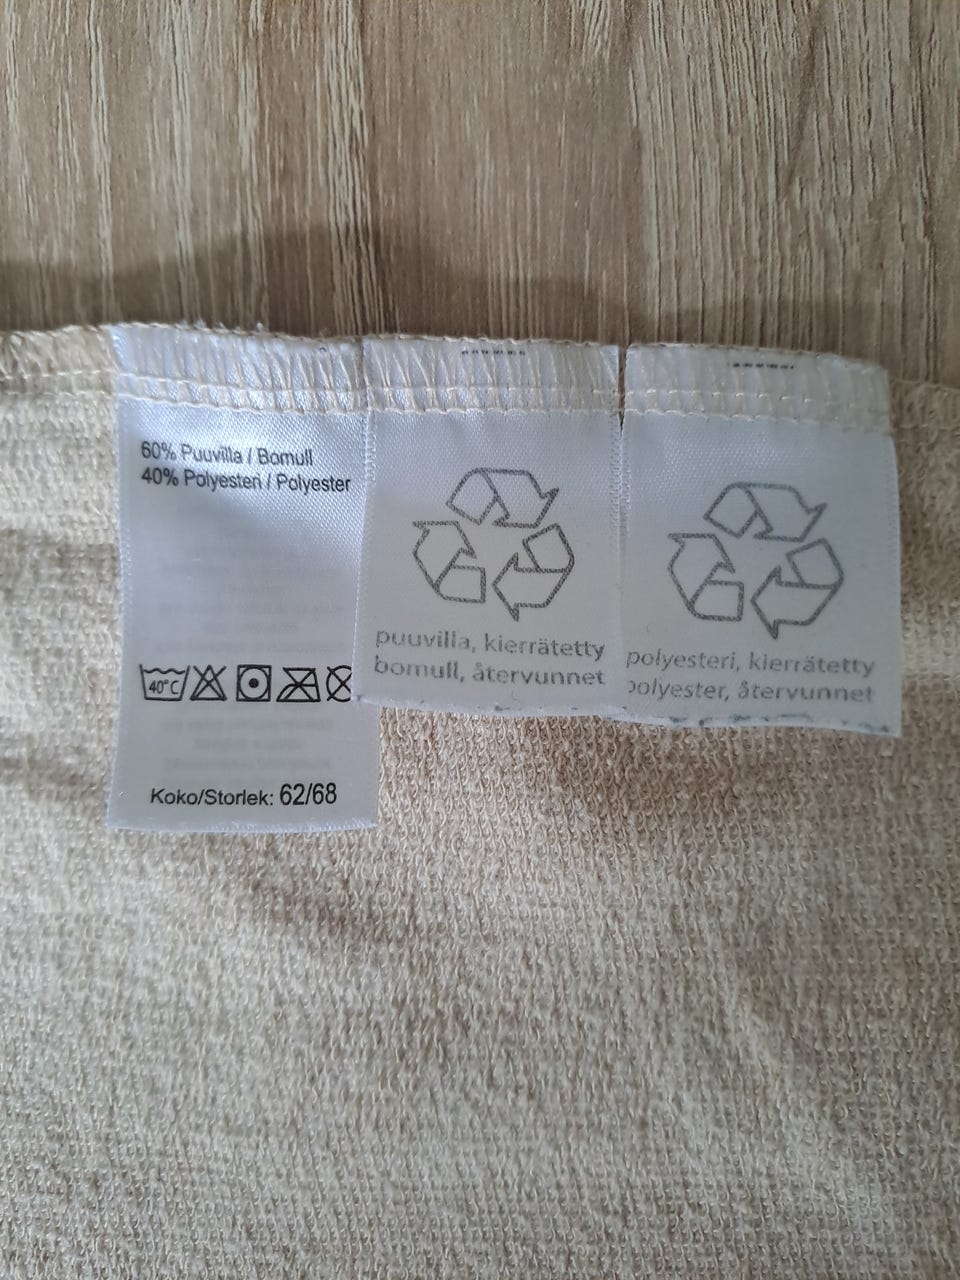 60% Puuvilla / Bomull
40% Polyesteri / Polyester
40°C
Koko/Storlek: 62/68
puuvilla, kierrätetty
bomull, återvunnet
polyesteri, kierrätetty
polyester, återvunnet